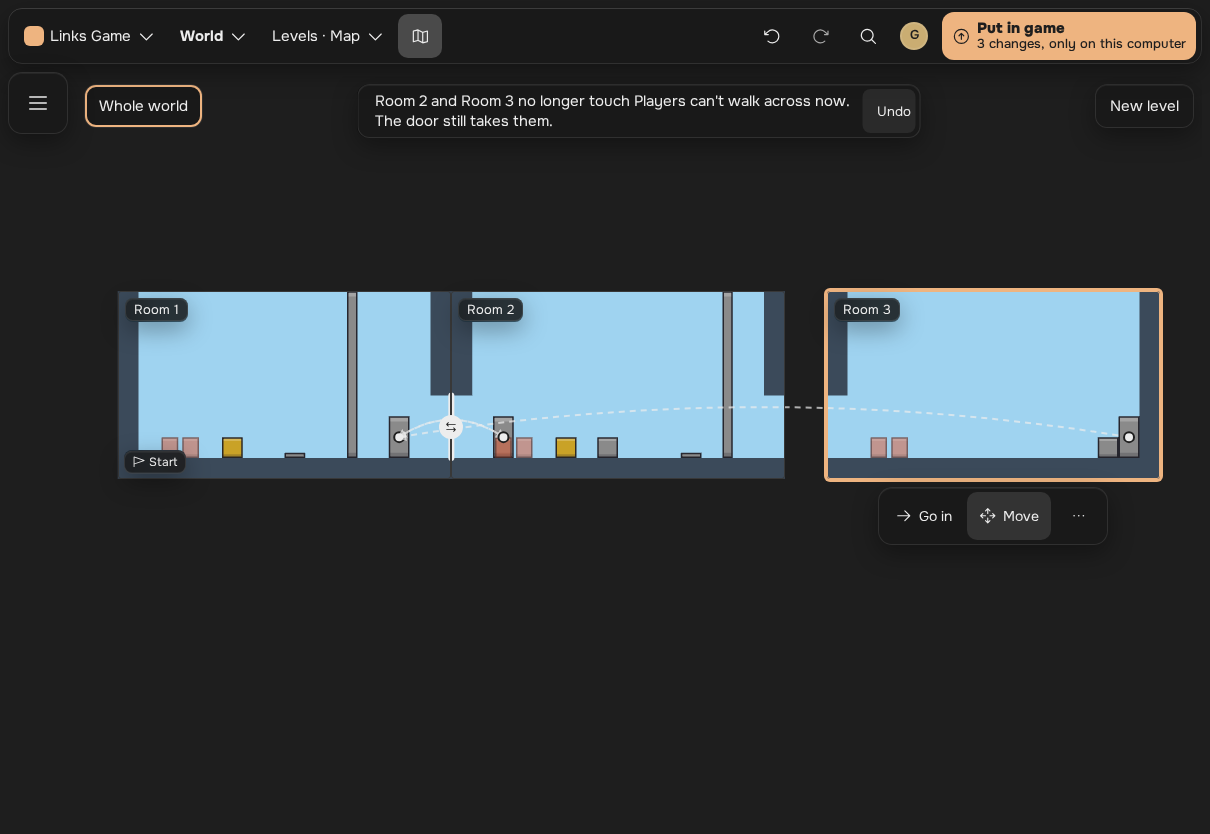 Links Game
World
Levels · Map
G
Put in game
3 changes, only on this computer
Whole world
Room 2 and Room 3 no longer touch Players can't walk across now.
The door still takes them.
Undo
New level
Room 1
Room 2
Room 3
Start
Go in
Move